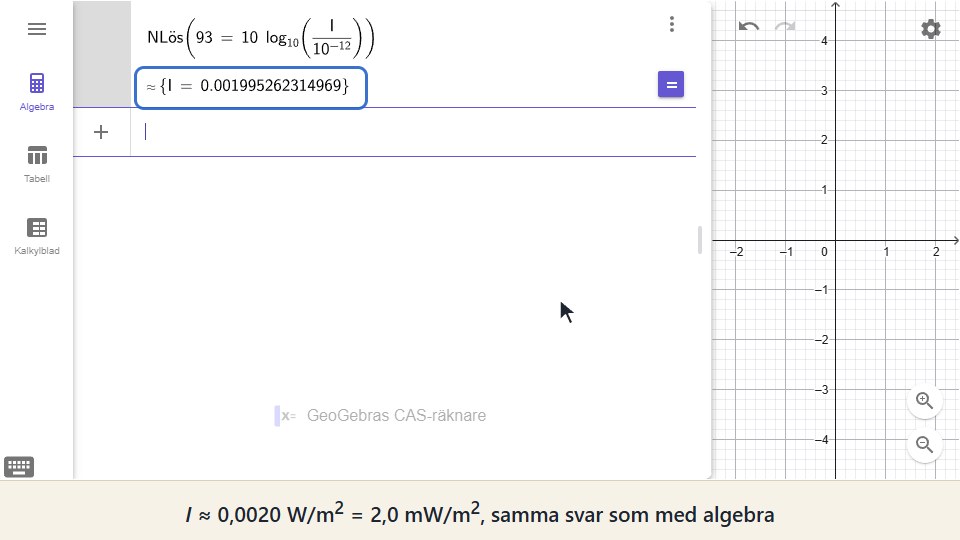 NLös(93 = 10 log₁₀(I/10⁻¹²))
≈ {I = 0.001995262314969}
=
Algebra
Tabell
Kalkylblad
+
x= GeoGebras CAS-räknare
4
3
2
1
−2 −1 0 1 2
−1
−2
−3
−4
I ≈ 0,0020 W/m² = 2,0 mW/m², samma svar som med algebra